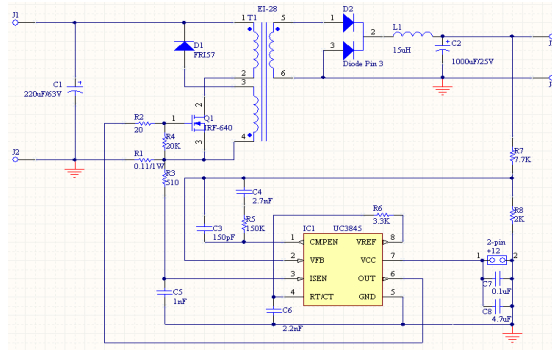 J1
EI-28
1 T1
5
1
D2
L1
D1
FR157
2
15uH
C2
1000uF/25V
3
Diode Pin 3
C1
220uF/63V
2
3
6
2
R2
20
1
Q1
IRF-640
R4
20K
3
4
J2
R1
0.11/1W
R3
510
R7
7.7K
C4
2.7nF
R6
3.3K
R8
2K
C3
150pF
R5
150K
IC1
UC3845
1
CMPEN
VREF
8
2-pin
+12
2
VFB
VCC
7
1
2
3
ISEN
OUT
6
C7
0.1uF
C5
1nF
4
RT/CT
GND
5
C8
4.7uF
C6
2.2nF